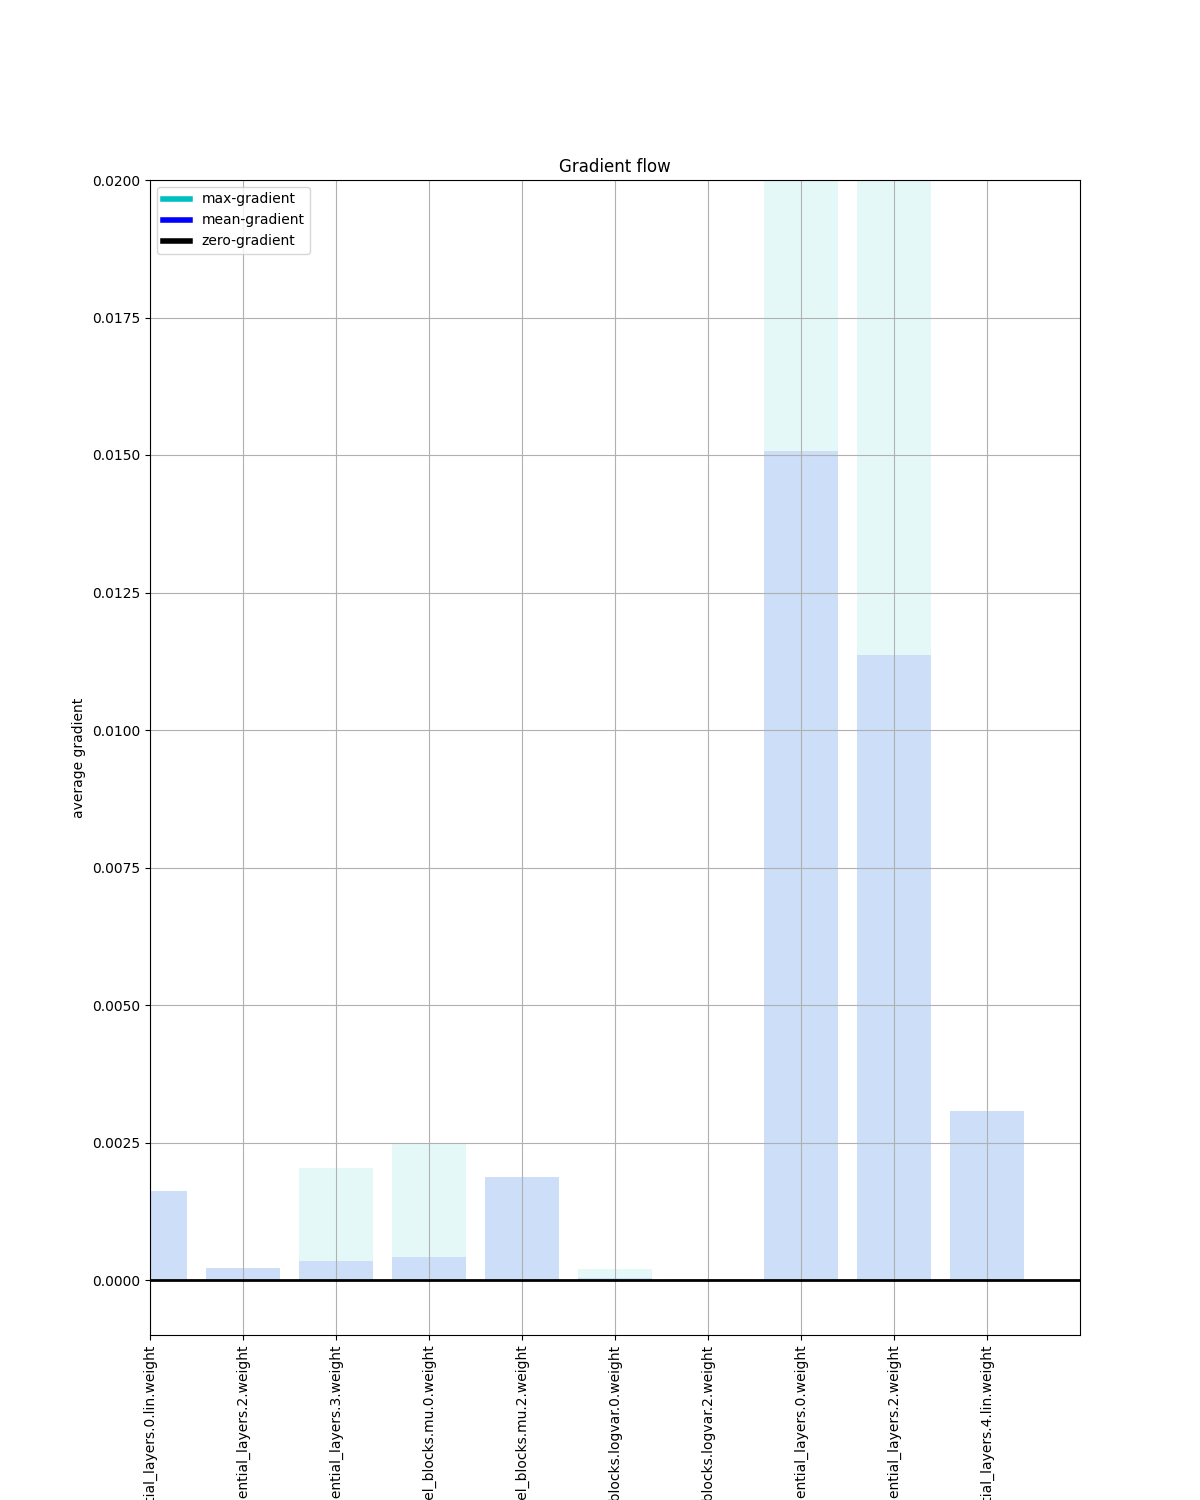 Gradient flow
max-gradient
mean-gradient
zero-gradient
0.0200
0.0175
0.0150
0.0125
0.0100
0.0075
0.0050
0.0025
0.0000
average gradient
tial_layers.0.lin.weight
ential_layers.2.weight
ential_layers.3.weight
el_blocks.mu.0.weight
el_blocks.mu.2.weight
blocks.logvar.0.weight
blocks.logvar.2.weight
ential_layers.0.weight
ential_layers.2.weight
tial_layers.4.lin.weight